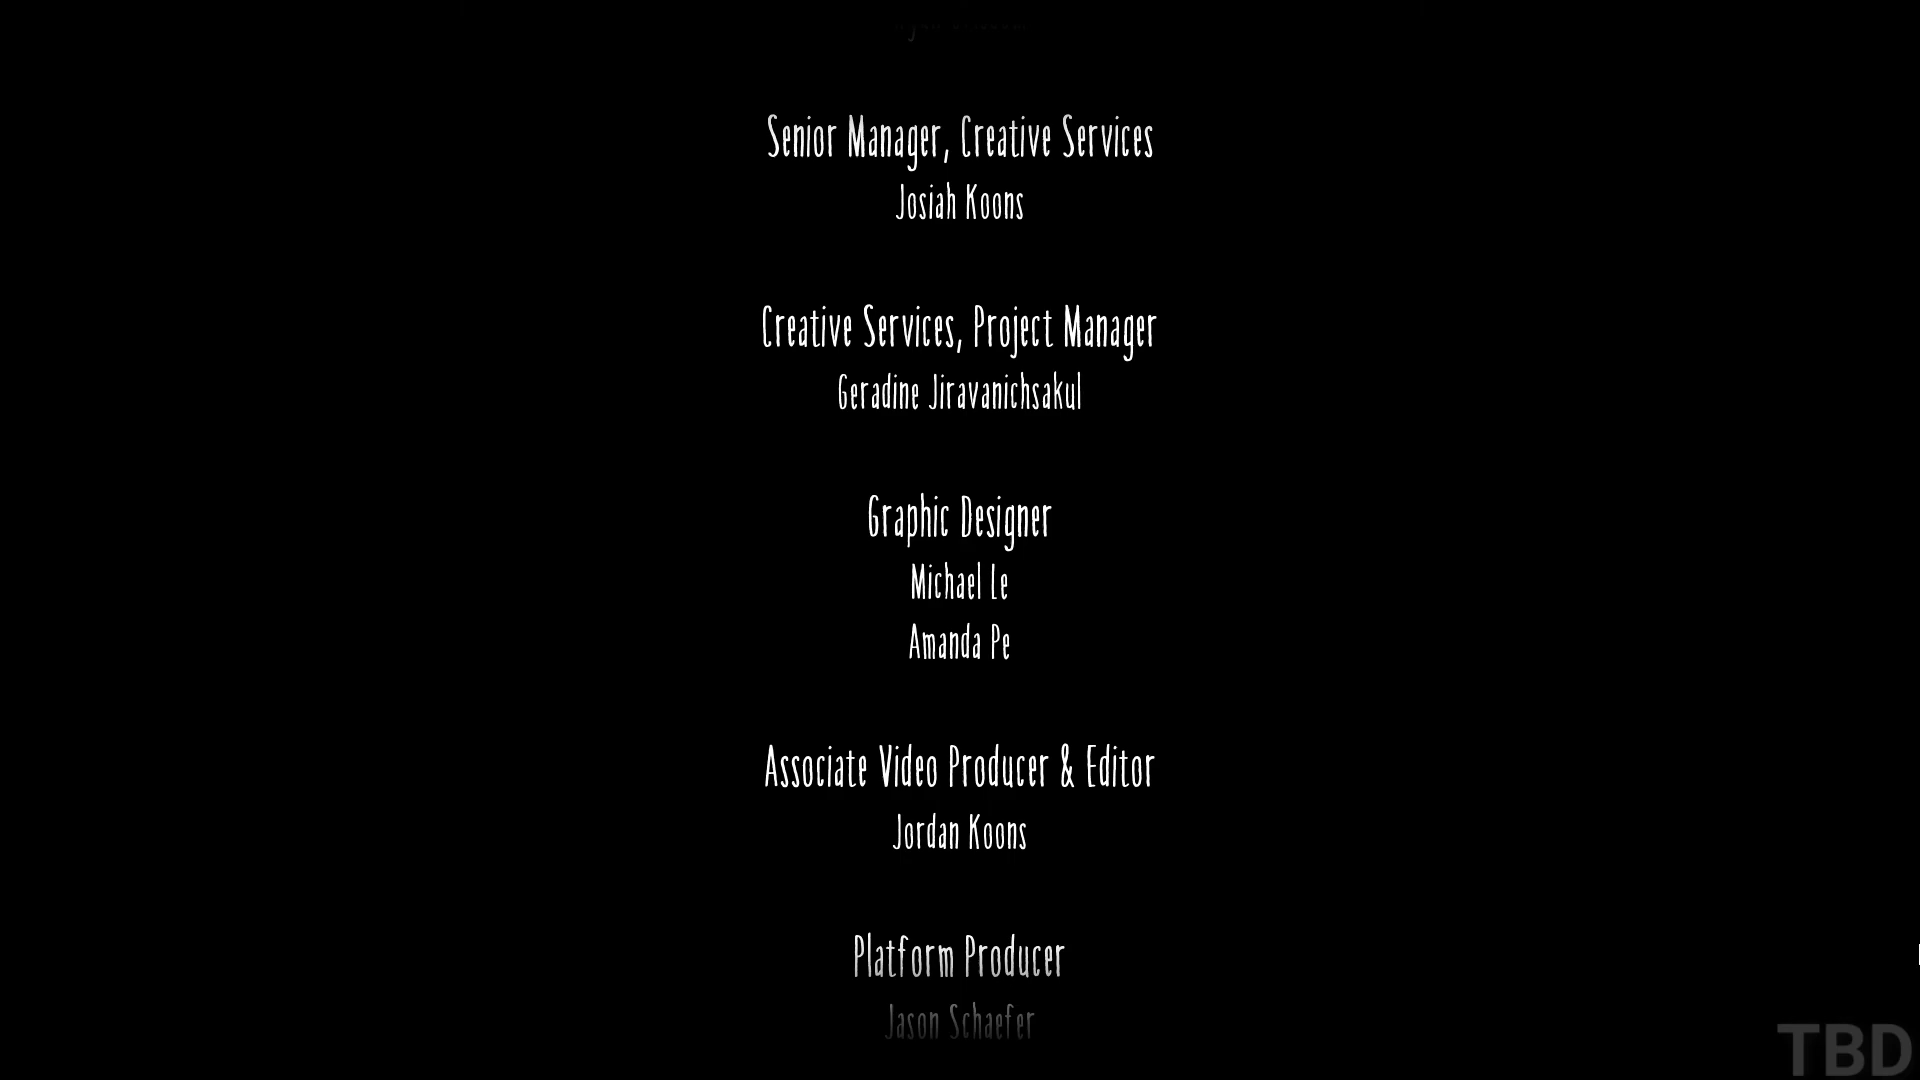 Senior Manager, Creative Services
Josiah Koons
Creative Services, Project Manager
Geradine Jiravanichsakul
Graphic Designer
Michael Le
Amanda Pe
Associate Video Producer & Editor
Jordan Koons
Platform Producer
Jason Schaefer
TBD